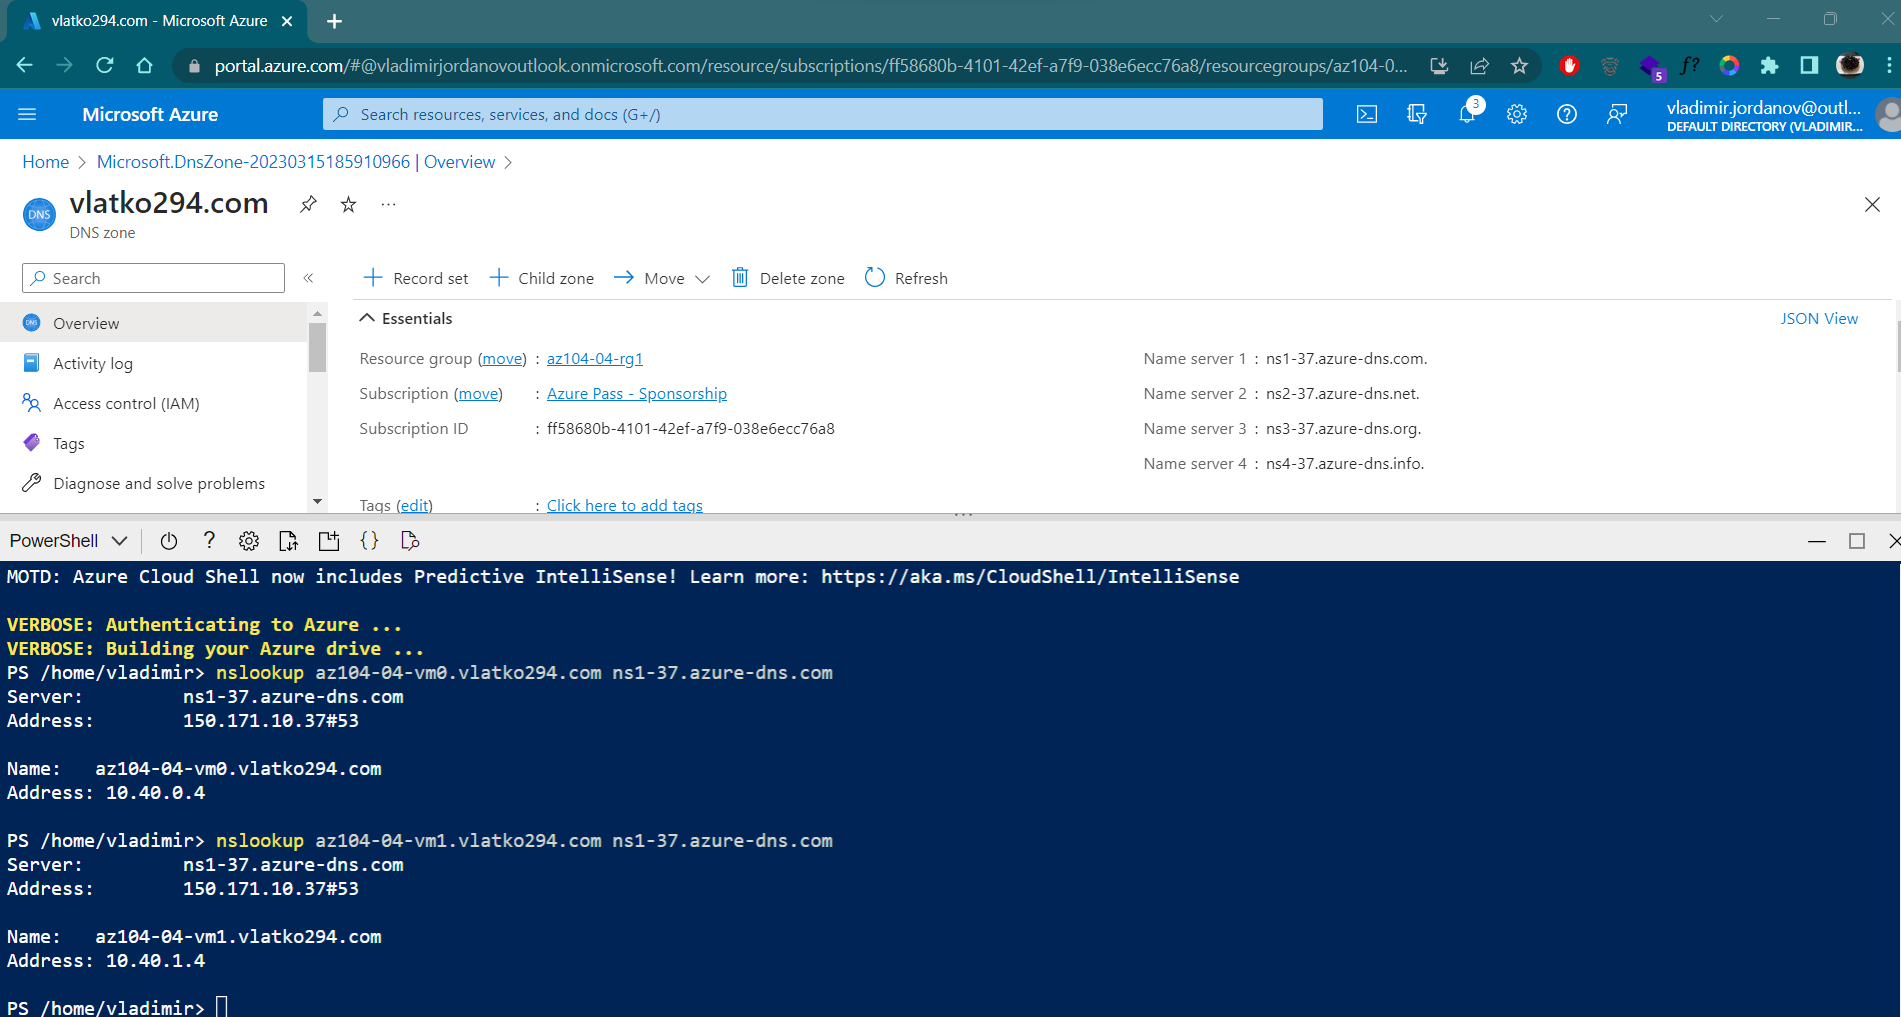 vlatko294.com - Microsoft Azure
portal.azure.com/#@vladimirjordanovoutlook.onmicrosoft.com/resource/subscriptions/ff58680b-4101-42ef-a7f9-038e6ecc76a8/resourcegroups/az104-0...
5
f?
Microsoft Azure
Search resources, services, and docs (G+/)
3
vladimir.jordanov@outl...
DEFAULT DIRECTORY (VLADIMIR...
Home > Microsoft.DnsZone-20230315185910966 | Overview >
DNS
vlatko294.com
...
DNS zone
Search
«
Record set
Child zone
Move
Delete zone
Refresh
Overview
Activity log
Access control (IAM)
Tags
Diagnose and solve problems
Essentials
JSON View
Resource group (move) : az104-04-rg1
Subscription (move) : Azure Pass - Sponsorship
Subscription ID : ff58680b-4101-42ef-a7f9-038e6ecc76a8
Tags (edit) : Click here to add tags
Name server 1 : ns1-37.azure-dns.com.
Name server 2 : ns2-37.azure-dns.net.
Name server 3 : ns3-37.azure-dns.org.
Name server 4 : ns4-37.azure-dns.info.
PowerShell
?
{}
MOTD: Azure Cloud Shell now includes Predictive IntelliSense! Learn more: https://aka.ms/CloudShell/IntelliSense
VERBOSE: Authenticating to Azure ...
VERBOSE: Building your Azure drive ...
PS /home/vladimir> nslookup az104-04-vm0.vlatko294.com ns1-37.azure-dns.com
Server: ns1-37.azure-dns.com
Address: 150.171.10.37#53
Name: az104-04-vm0.vlatko294.com
Address: 10.40.0.4
PS /home/vladimir> nslookup az104-04-vm1.vlatko294.com ns1-37.azure-dns.com
Server: ns1-37.azure-dns.com
Address: 150.171.10.37#53
Name: az104-04-vm1.vlatko294.com
Address: 10.40.1.4
PS /home/vladimir>